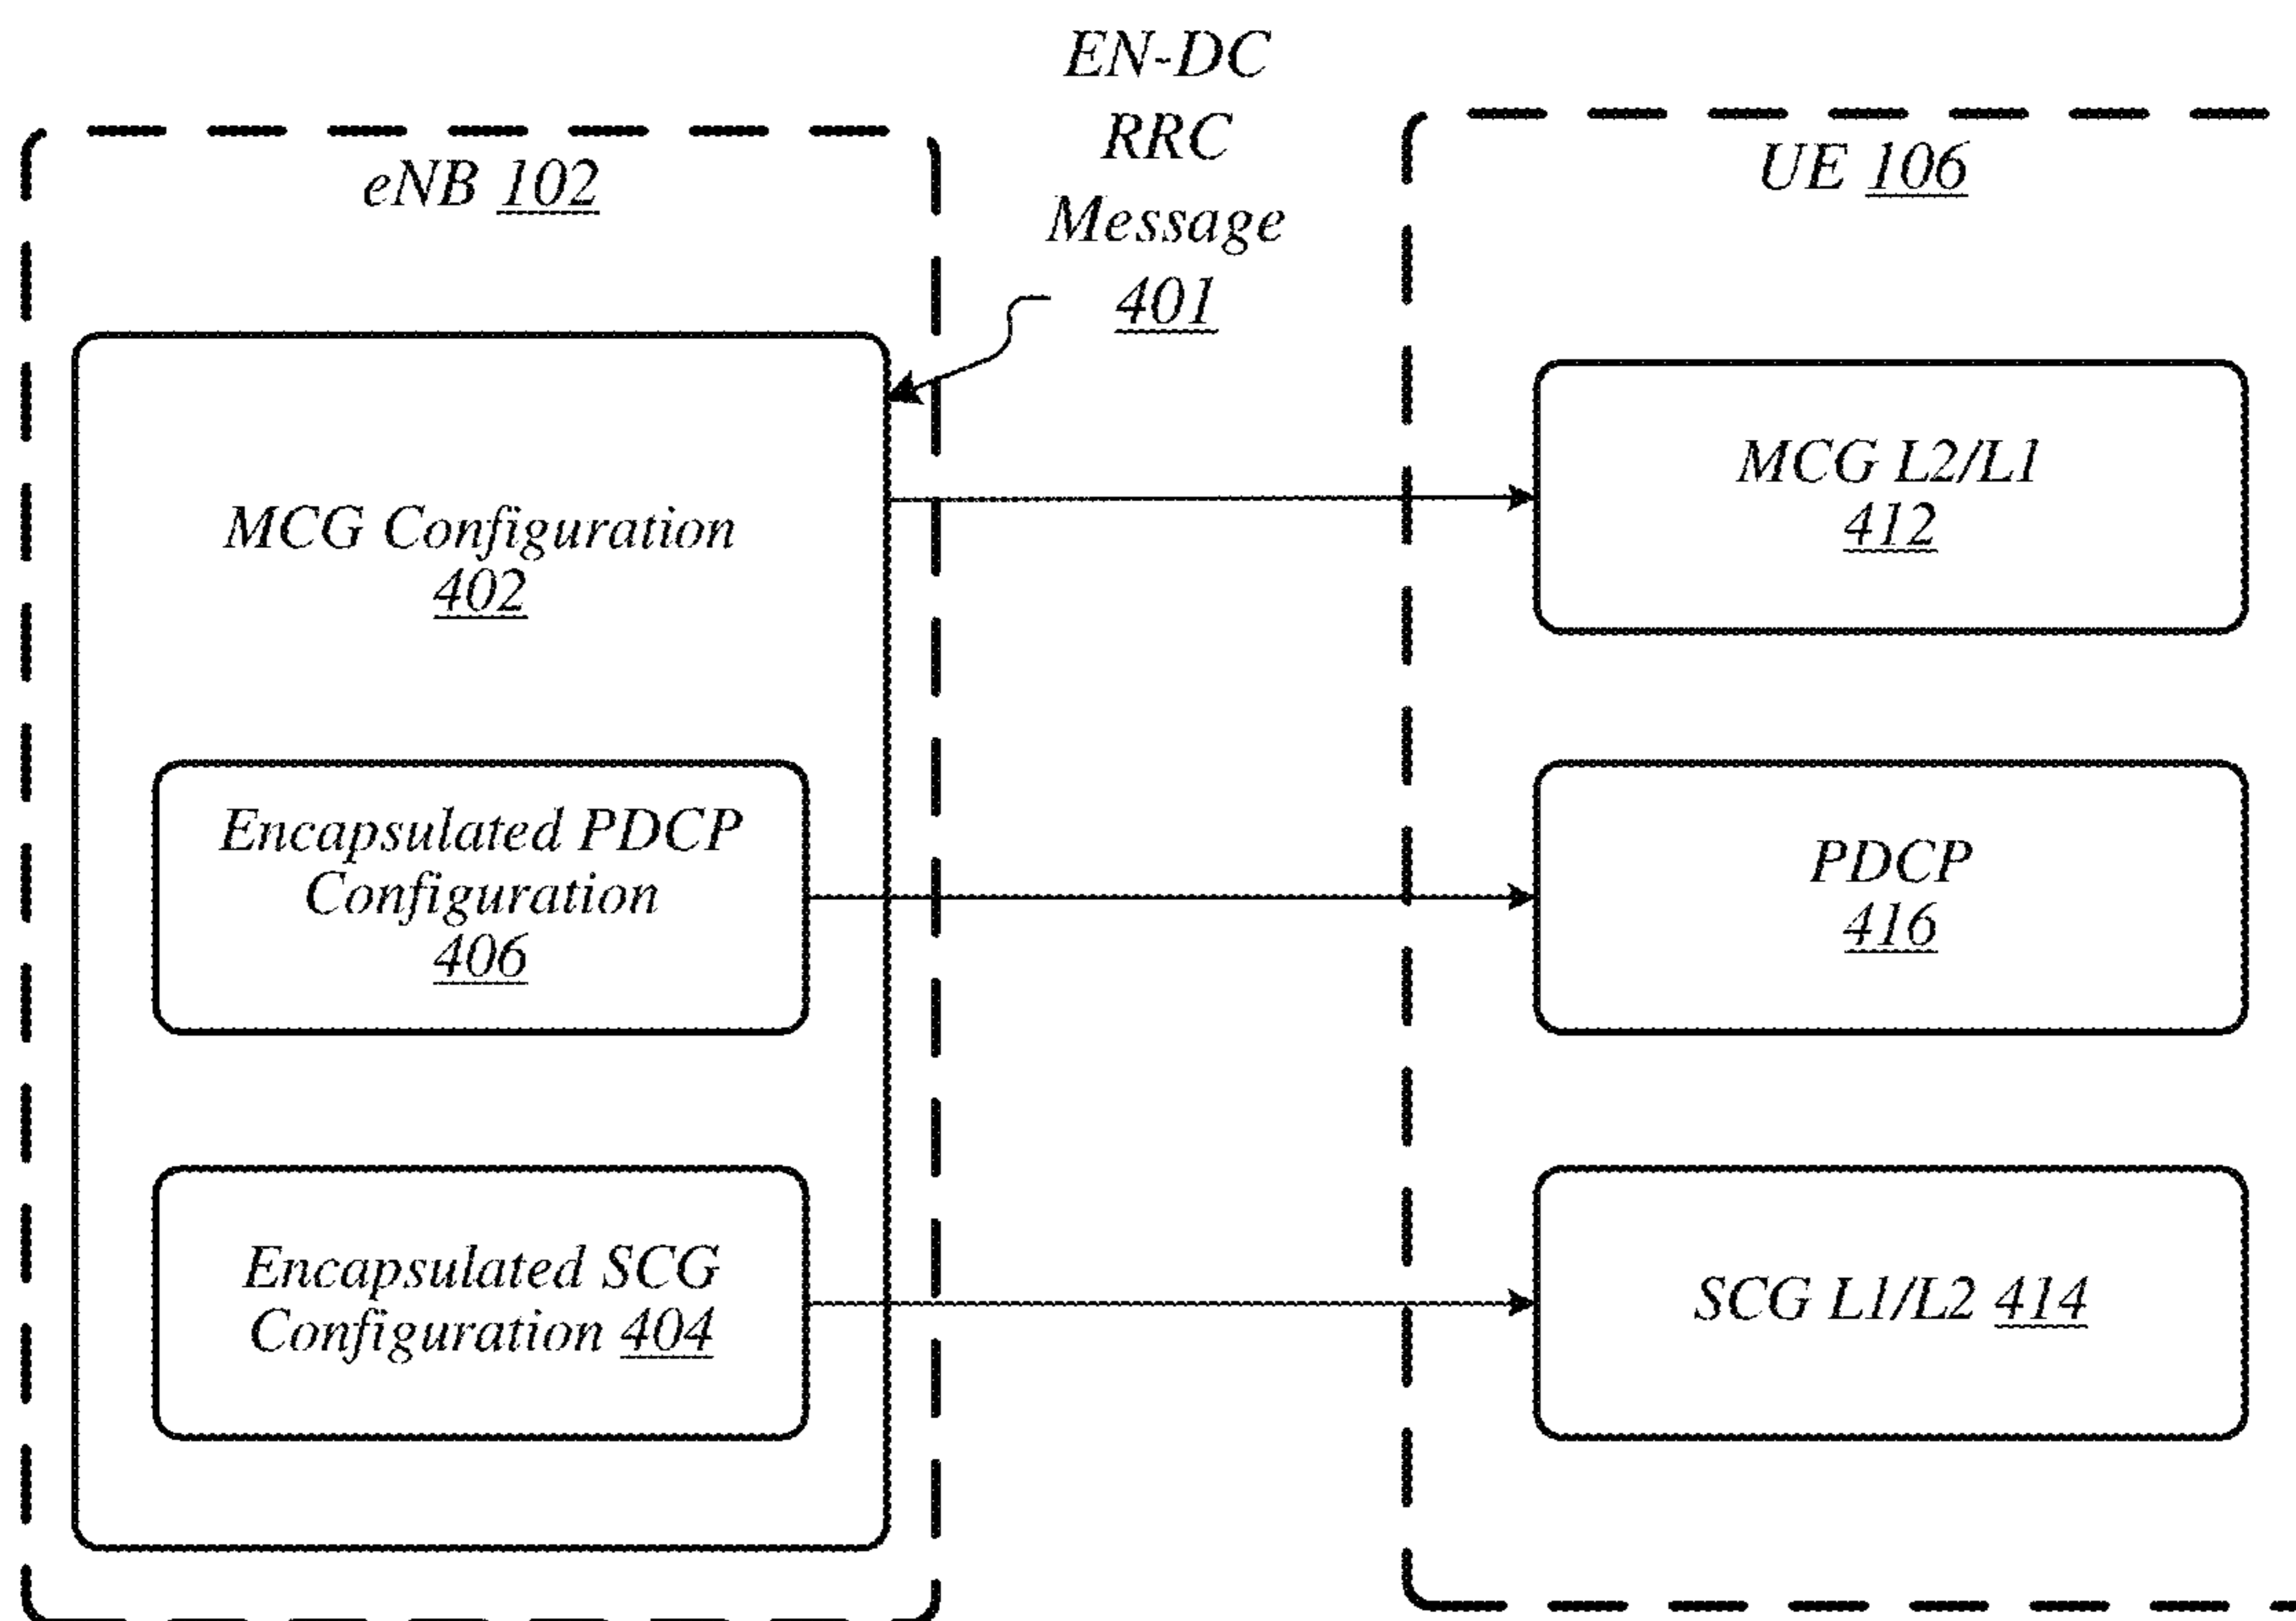 EN-DC
RRC
Message
401
eNB 102
MCG Configuration
402
Encapsulated PDCP
Configuration
406
Encapsulated SCG
Configuration 404
UE 106
MCG L2/L1
412
PDCP
416
SCG L1/L2 414